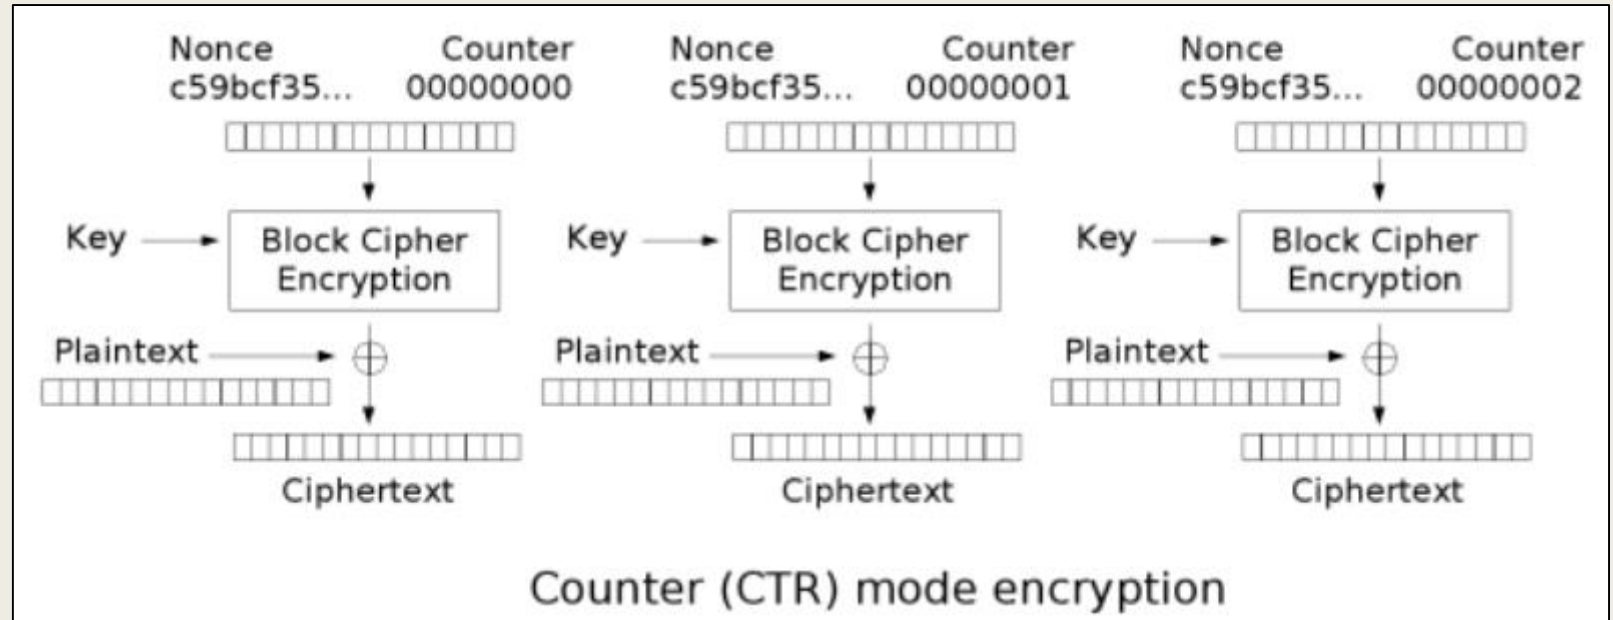 Nonce Counter Nonce Counter Nonce Counter
c59bcf35... 00000000 c59bcf35... 00000001 c59bcf35... 00000002
Key Block Cipher Encryption Key Block Cipher Encryption Key Block Cipher Encryption
Plaintext Plaintext Plaintext
Ciphertext Ciphertext Ciphertext
Counter (CTR) mode encryption